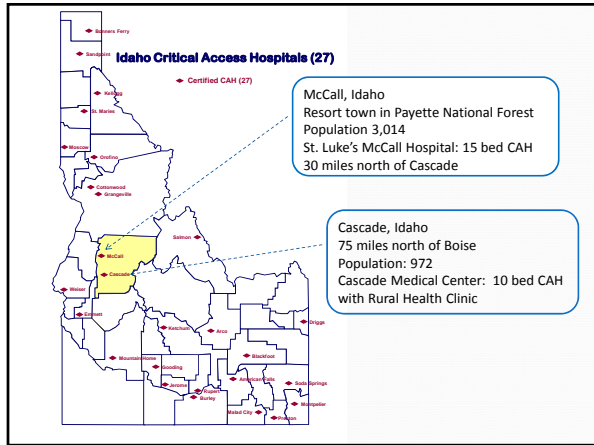 Bonners Ferry
Sandpoint
Idaho Critical Access Hospitals (27)
Certified CAH (27)
Kellogg
St. Maries
Moscow
Orofino
Cottonwood
Grangeville
McCall, Idaho
Resort town in Payette National Forest
Population 3,014
St. Luke's McCall Hospital: 15 bed CAH
30 miles north of Cascade
Salmon
McCall
Cascade
Weiser
Emmett
Cascade, Idaho
75 miles north of Boise
Population: 972
Cascade Medical Center:  10 bed CAH
with Rural Health Clinic
Ketchum
Arco
Driggs
Mountain Home
Gooding
Blackfoot
Jerome
Rupert
Burley
American Falls
Soda Springs
Malad City
Montpelier
Preston